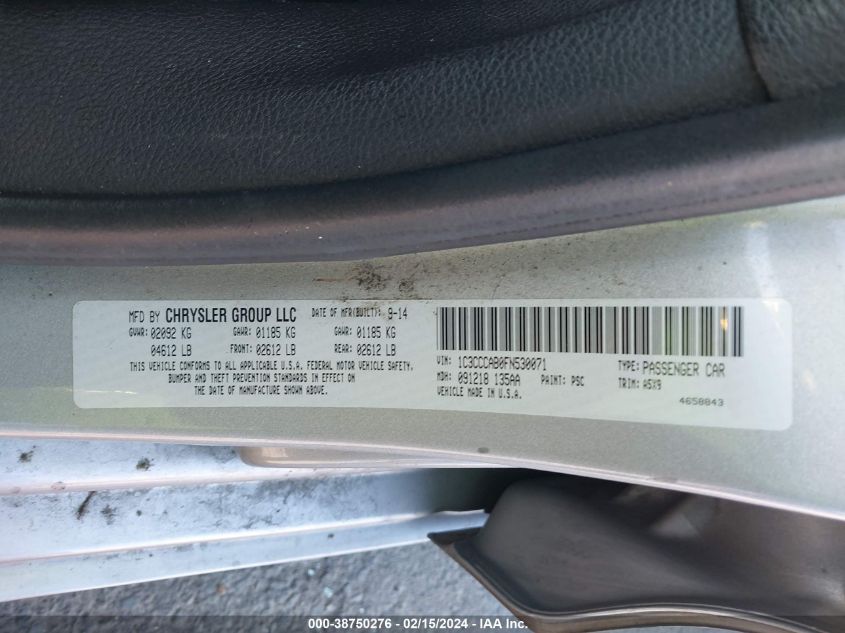 MFD BY CHRYSLER GROUP LLC DATE OF MFR(BUILT): 9-14
GVWR: 02092 KG GAWR: 01185 KG GAWR: 01185 KG
04612 LB FRONT: 02612 LB REAR: 02612 LB
THIS VEHICLE CONFORMS TO ALL APPLICABLE U.S.A. FEDERAL MOTOR VEHICLE SAFETY,
BUMPER AND THEFT PREVENTION STANDARDS IN EFFECT ON
THE DATE OF MANUFACTURE SHOWN ABOVE.
VIN: 1C3CCCAB0FN530071 TYPE: PASSENGER CAR
MDH: 091218 135AA PAINT: PSC TRIM: A5X9
VEHICLE MADE IN U.S.A. 4658843
000-38750276 - 02/15/2024 - IAA Inc.